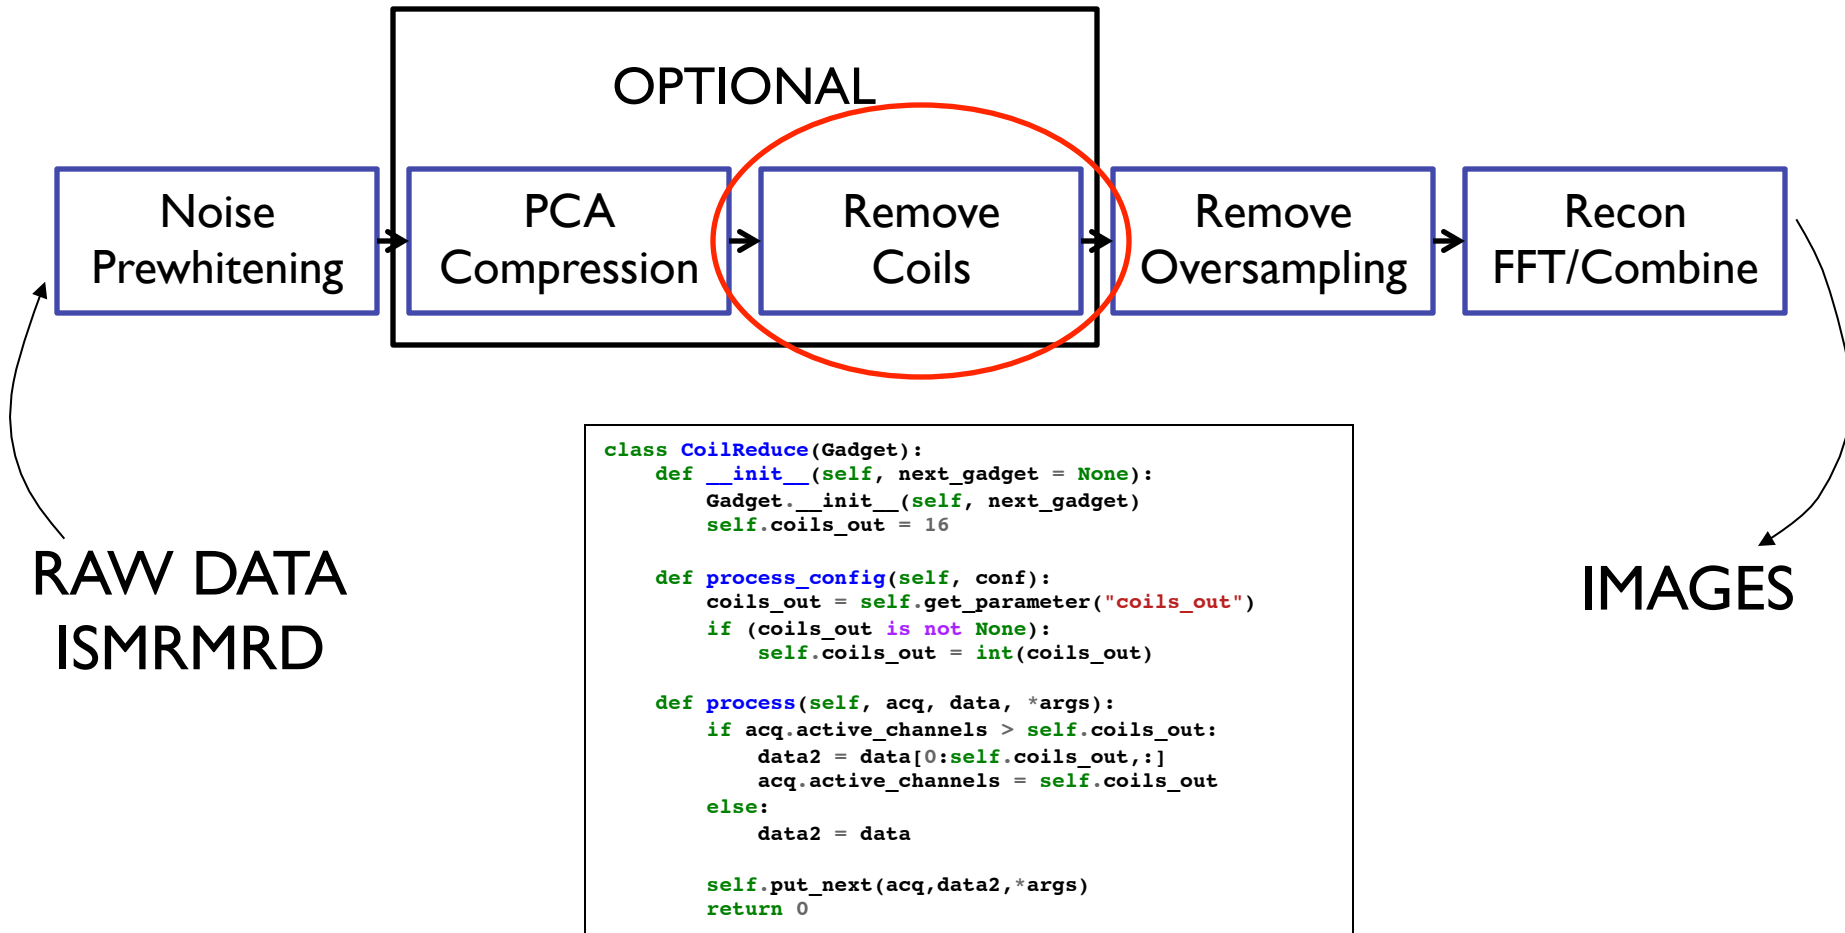 OPTIONAL
Noise
Prewhitening
PCA
Compression
Remove
Coils
Remove
Oversampling
Recon
FFT/Combine
RAW DATA
ISMRMRD
IMAGES
class CoilReduce(Gadget):
    def __init__(self, next_gadget = None):
        Gadget.__init__(self, next_gadget)
        self.coils_out = 16
    def process_config(self, conf):
        coils_out = self.get_parameter("coils_out")
        if (coils_out is not None):
            self.coils_out = int(coils_out)
    def process(self, acq, data, *args):
        if acq.active_channels > self.coils_out:
            data2 = data[0:self.coils_out,:]
            acq.active_channels = self.coils_out
        else:
            data2 = data
        self.put_next(acq,data2,*args)
        return 0